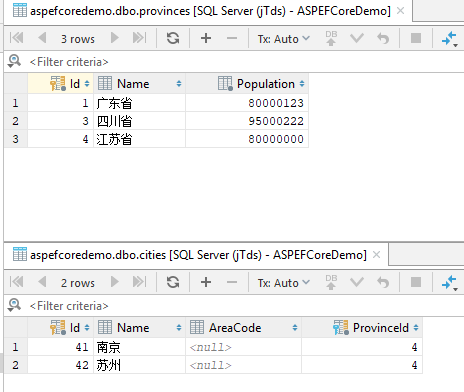 aspefcoredemo.dbo.provinces [SQL Server (jTds) - ASPEFCoreDemo]
3 rows Tx: Auto DB
<Filter criteria>
Id Name Population
1 1 广东省 80000123
2 3 四川省 95000222
3 4 江苏省 80000000
aspefcoredemo.dbo.cities [SQL Server (jTds) - ASPEFCoreDemo]
2 rows Tx: Auto DB
<Filter criteria>
Id Name AreaCode ProvinceId
1 41 南京 <null> 4
2 42 苏州 <null> 4